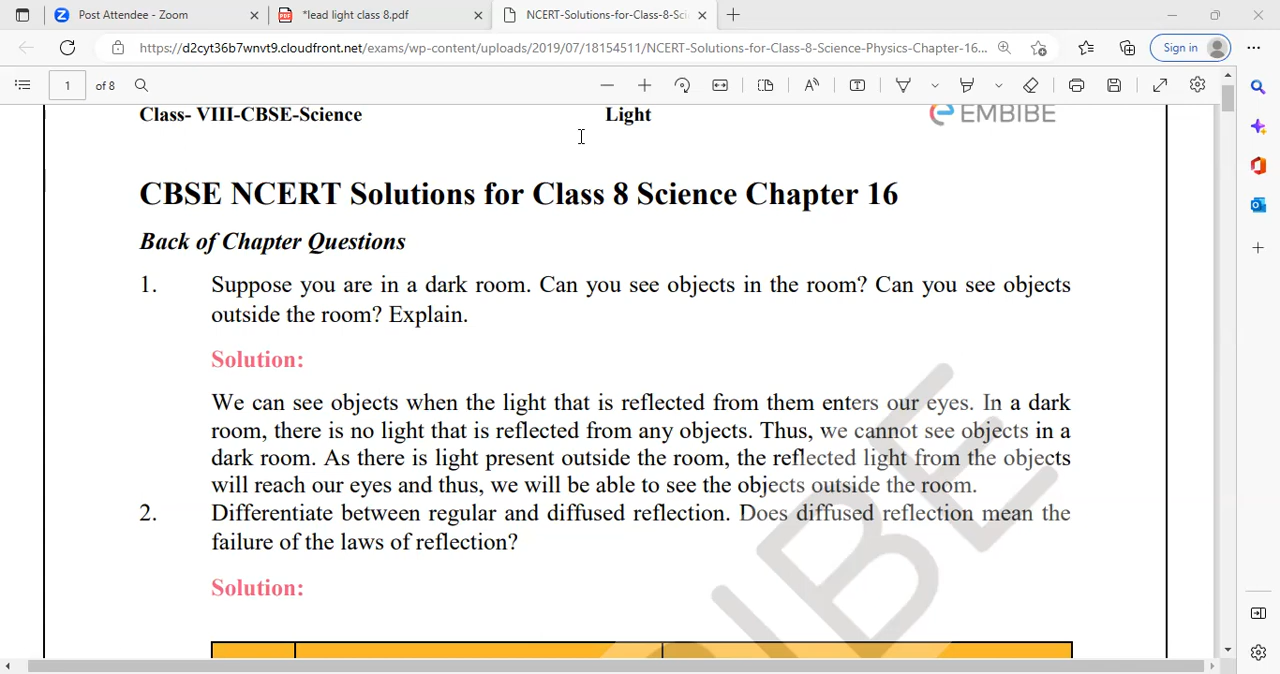 Post Attendee - Zoom
*lead light class 8.pdf
NCERT-Solutions-for-Class-8-Sci
https://d2cyt36b7wnvt9.cloudfront.net/exams/wp-content/uploads/2019/07/18154511/NCERT-Solutions-for-Class-8-Science-Physics-Chapter-16...
Sign in
1 of 8
Class- VIII-CBSE-Science Light EMBIBE
CBSE NCERT Solutions for Class 8 Science Chapter 16
Back of Chapter Questions
1. Suppose you are in a dark room. Can you see objects in the room? Can you see objects
outside the room? Explain.
Solution:
We can see objects when the light that is reflected from them enters our eyes. In a dark
room, there is no light that is reflected from any objects. Thus, we cannot see objects in a
dark room. As there is light present outside the room, the reflected light from the objects
will reach our eyes and thus, we will be able to see the objects outside the room.
2. Differentiate between regular and diffused reflection. Does diffused reflection mean the
failure of the laws of reflection?
Solution: